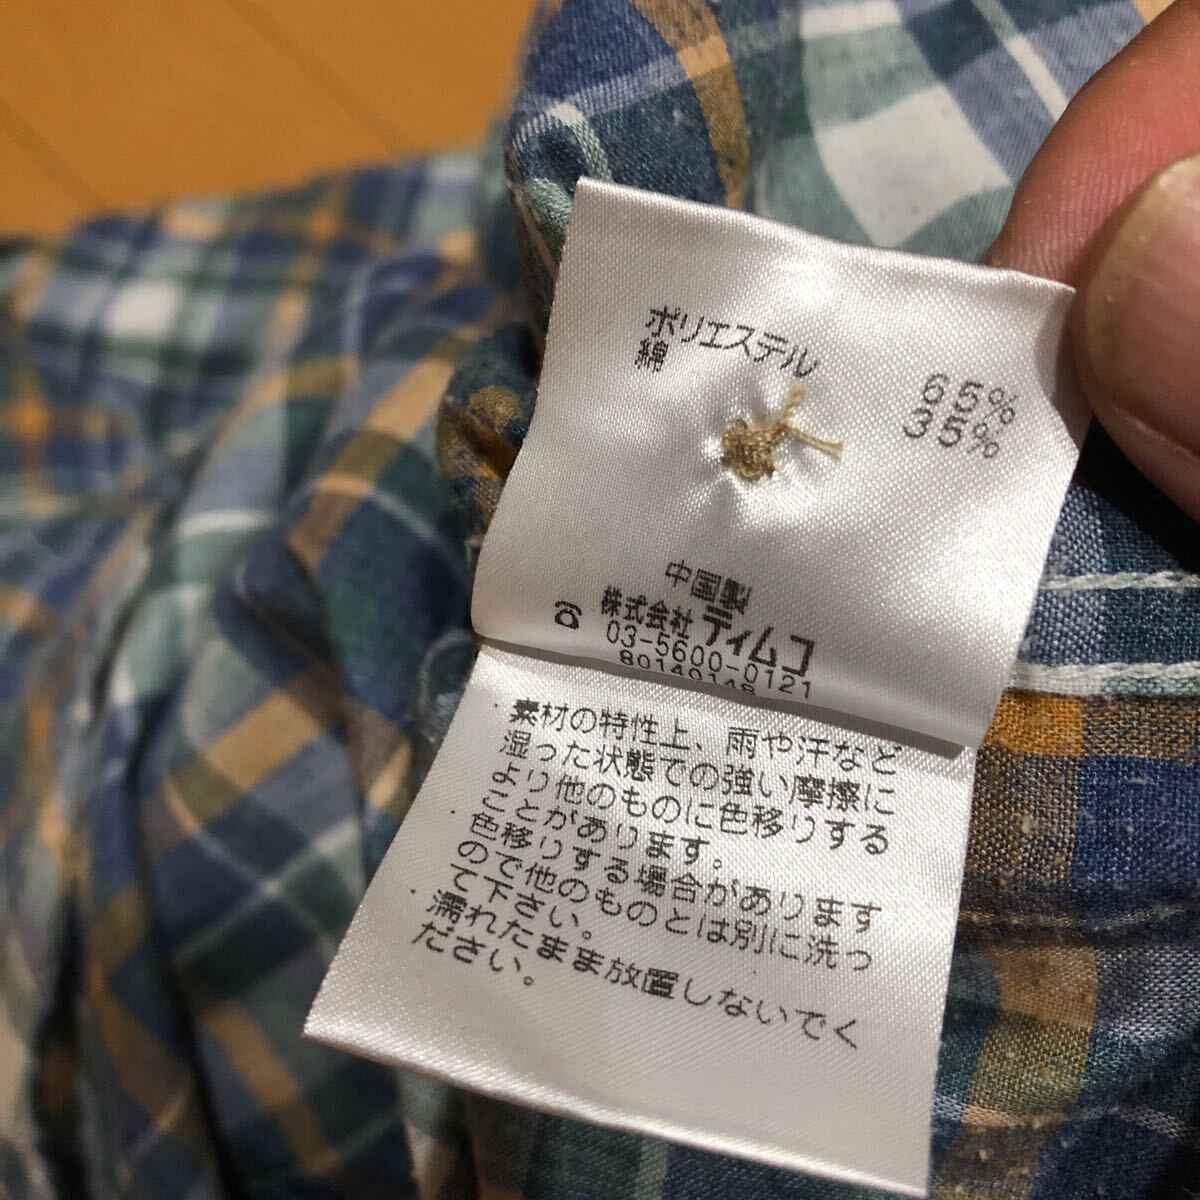 ポリエステル 65%
綿 35%
中国製
株式会社 ティムコ
03-5600-0121
80140148
・素材の特性上、雨や汗など
湿った状態での強い摩擦に
より他のものに色移りする
ことがあります。
・色移りする場合があります
ので他のものとは別に洗っ
て下さい。
・濡れたまま放置しないでく
ださい。